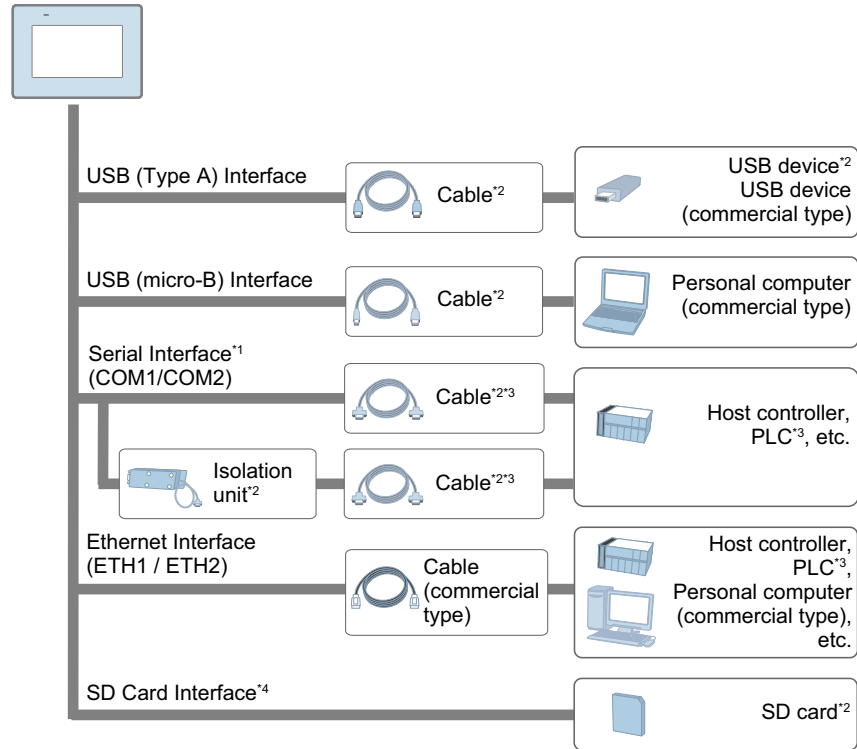 USB (Type A) Interface
Cable*2
USB device*2
USB device
(commercial type)
USB (micro-B) Interface
Cable*2
Personal computer
(commercial type)
Serial Interface*1
(COM1/COM2)
Cable*2*3
Host controller,
PLC*3, etc.
Isolation
unit*2
Cable*2*3
Ethernet Interface
(ETH1 / ETH2)
Cable
(commercial
type)
Host controller,
PLC*3,
Personal computer
(commercial type),
etc.
SD Card Interface*4
SD card*2